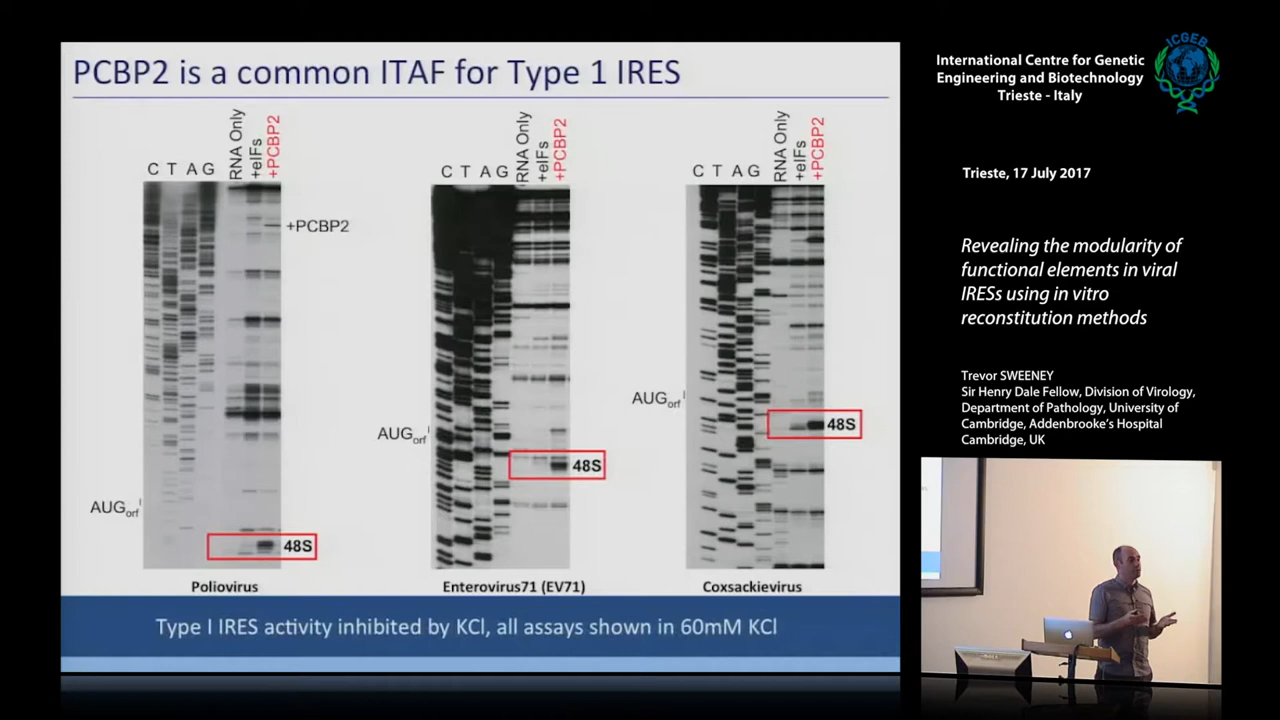 PCBP2 is a common ITAF for Type 1 IRES
C T A G RNA Only +eIFs +PCBP2
+PCBP2
AUGorf
48S
Poliovirus
C T A G RNA Only +eIFs +PCBP2
AUGorf
48S
Enterovirus71 (EV71)
C T A G RNA Only +eIFs +PCBP2
AUGorf
48S
Coxsackievirus
Type I IRES activity inhibited by KCl, all assays shown in 60mM KCl
International Centre for Genetic
Engineering and Biotechnology
Trieste - Italy
ICGEB
Trieste, 17 July 2017
Revealing the modularity of
functional elements in viral
IRESs using in vitro
reconstitution methods
Trevor SWEENEY
Sir Henry Dale Fellow, Division of Virology,
Department of Pathology, University of
Cambridge, Addenbrooke's Hospital
Cambridge, UK